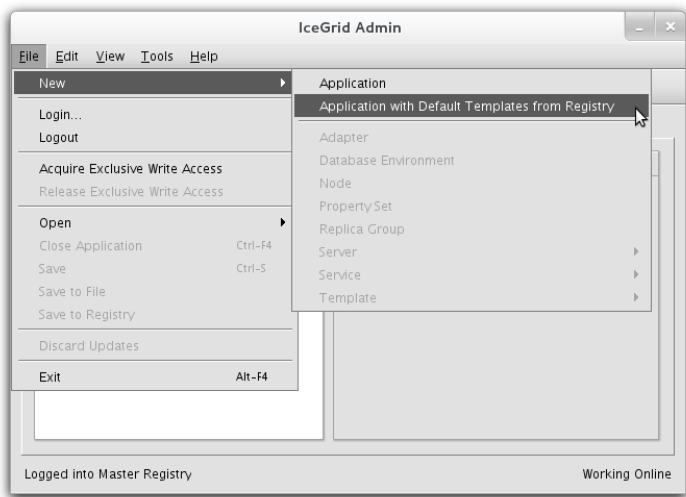 IceGrid Admin
File Edit View Tools Help
New
Application
Application with Default Templates from Registry
Login...
Logout
Adapter
Database Environment
Acquire Exclusive Write Access
Node
Release Exclusive Write Access
Property Set
Replica Group
Open
Server
Close Application Ctrl-F4
Service
Save Ctrl-S
Template
Save to File
Save to Registry
Discard Updates
Exit Alt-F4
Logged into Master Registry
Working Online